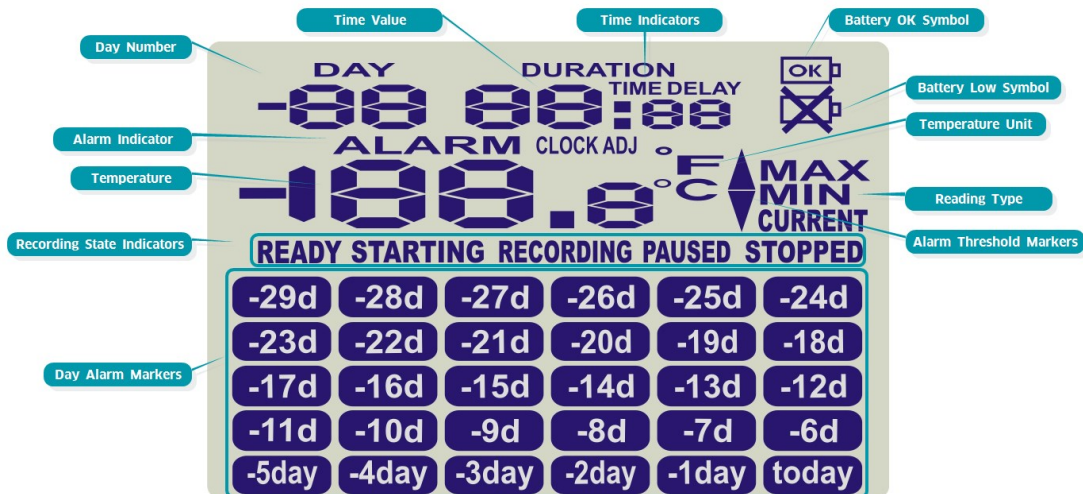 Time Value
Time Indicators
Battery OK Symbol
Day Number
DAY
DURATION
OK
TIME DELAY
Battery Low Symbol
-88 88:88
Temperature Unit
Alarm Indicator
ALARM
CLOCK ADJ
°F
Temperature
-188.8
°C
MAX
MIN
CURRENT
Reading Type
Recording State Indicators
Alarm Threshold Markers
READY STARTING RECORDING PAUSED STOPPED
-29d -28d -27d -26d -25d -24d
-23d -22d -21d -20d -19d -18d
Day Alarm Markers
-17d -16d -15d -14d -13d -12d
-11d -10d -9d -8d -7d -6d
-5day -4day -3day -2day -1day today